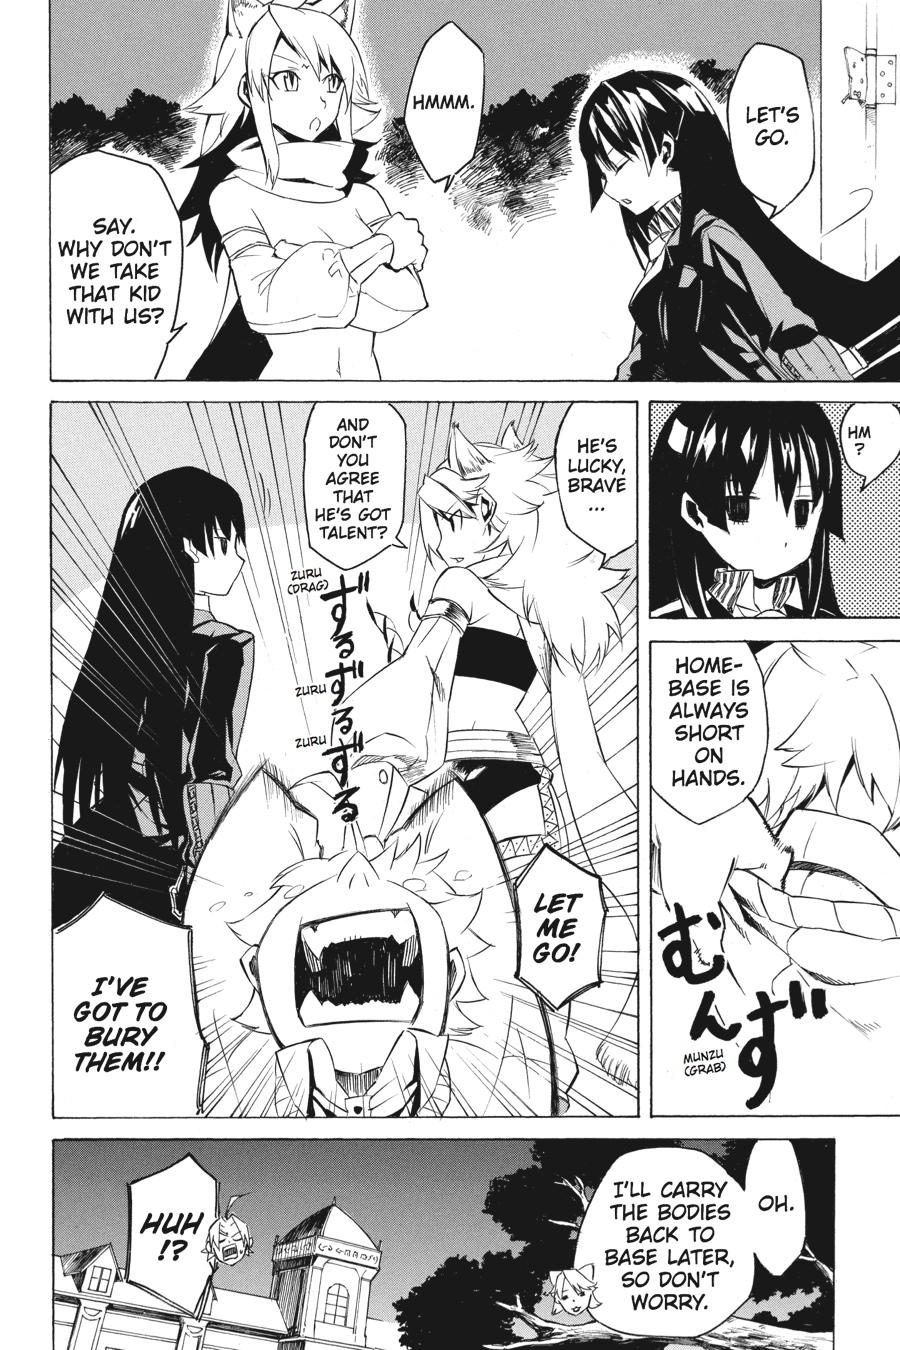 LET'S
GO.
HMMM.
SAY.
WHY DON'T
WE TAKE
THAT KID
WITH US?
HM
?
HOME-
BASE IS
ALWAYS
SHORT
ON
HANDS.
むんず
MUNZU
(GRAB)
HE'S
LUCKY,
BRAVE
...
AND
DON'T
YOU
AGREE
THAT
HE'S GOT
TALENT?
ずるずるずる
ZURU
(DRAG)
ZURU
ZURU
LET
ME
GO!
I'VE
GOT TO
BURY
THEM!!
OH.
I'LL CARRY
THE BODIES
BACK TO
BASE LATER,
SO DON'T
WORRY.
HUH
!?